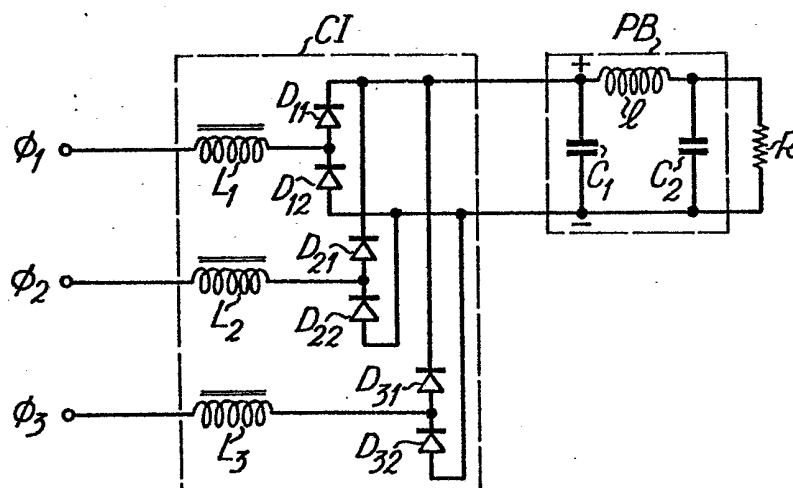 CI
PB
+
D11
ℓ
R
ϕ1
L1
D12
C1
C2
−
D21
ϕ2
L2
D22
D31
ϕ3
L3
D32